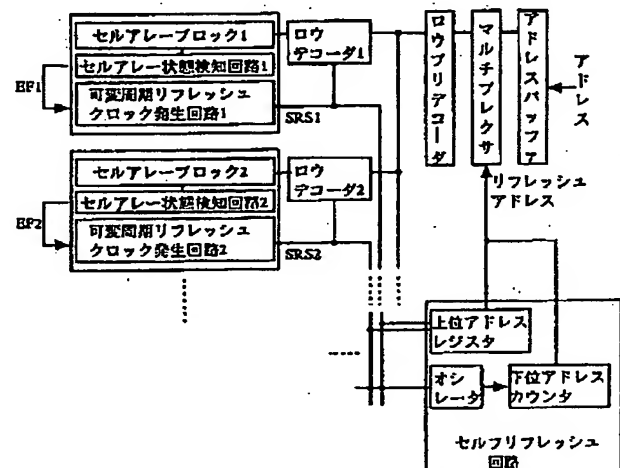 セルアレーブロック1
セルアレー状態検知回路1
可変周期リフレッシュ
クロック発生回路1
EF1
SRS1
ロウ
デコーダ1
セルアレーブロック2
セルアレー状態検知回路2
可変周期リフレッシュ
クロック発生回路2
EF2
SRS2
ロウ
デコーダ2
ロウプリデコーダ
マルチプレクサ
アドレスバッファ
アドレス
リフレッシュ
アドレス
上位アドレス
レジスタ
オシ
レータ
下位アドレス
カウンタ
セルフリフレッシュ
回路